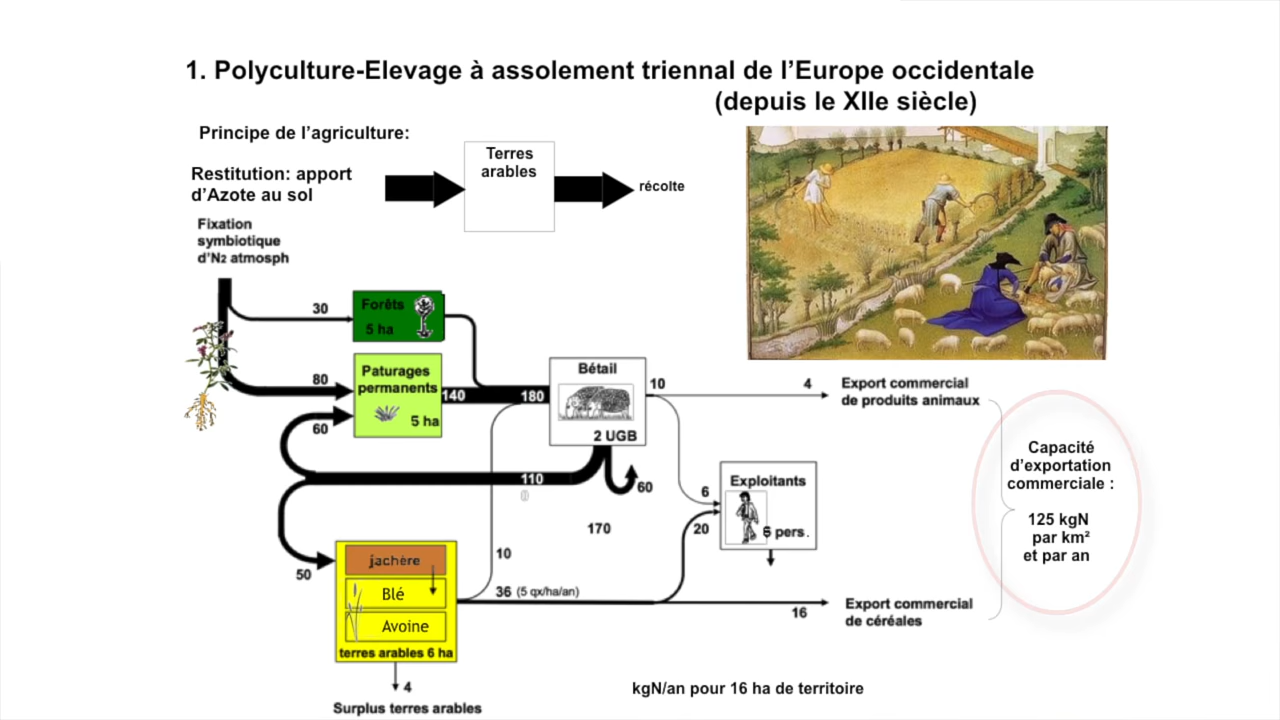 1. Polyculture-Elevage à assolement triennal de l’Europe occidentale
(depuis le XIIe siècle)
Principe de l’agriculture:
Restitution: apport
d’Azote au sol
Terres
arables
récolte
Fixation
symbiotique
d’N2 atmosph
30
Forêts
5 ha
80
60
Paturages
permanents
5 ha
140
180
Bétail
2 UGB
110
0
60
170
10
4
Export commercial
de produits animaux
6
20
Exploitants
pers.
50
jachère
Blé
Avoine
terres arables 6 ha
10
36 (5 qx/ha/an)
16
Export commercial
de céréales
4
Surplus terres arables
Capacité
d’exportation
commerciale :
125 kgN
par km²
et par an
kgN/an pour 16 ha de territoire